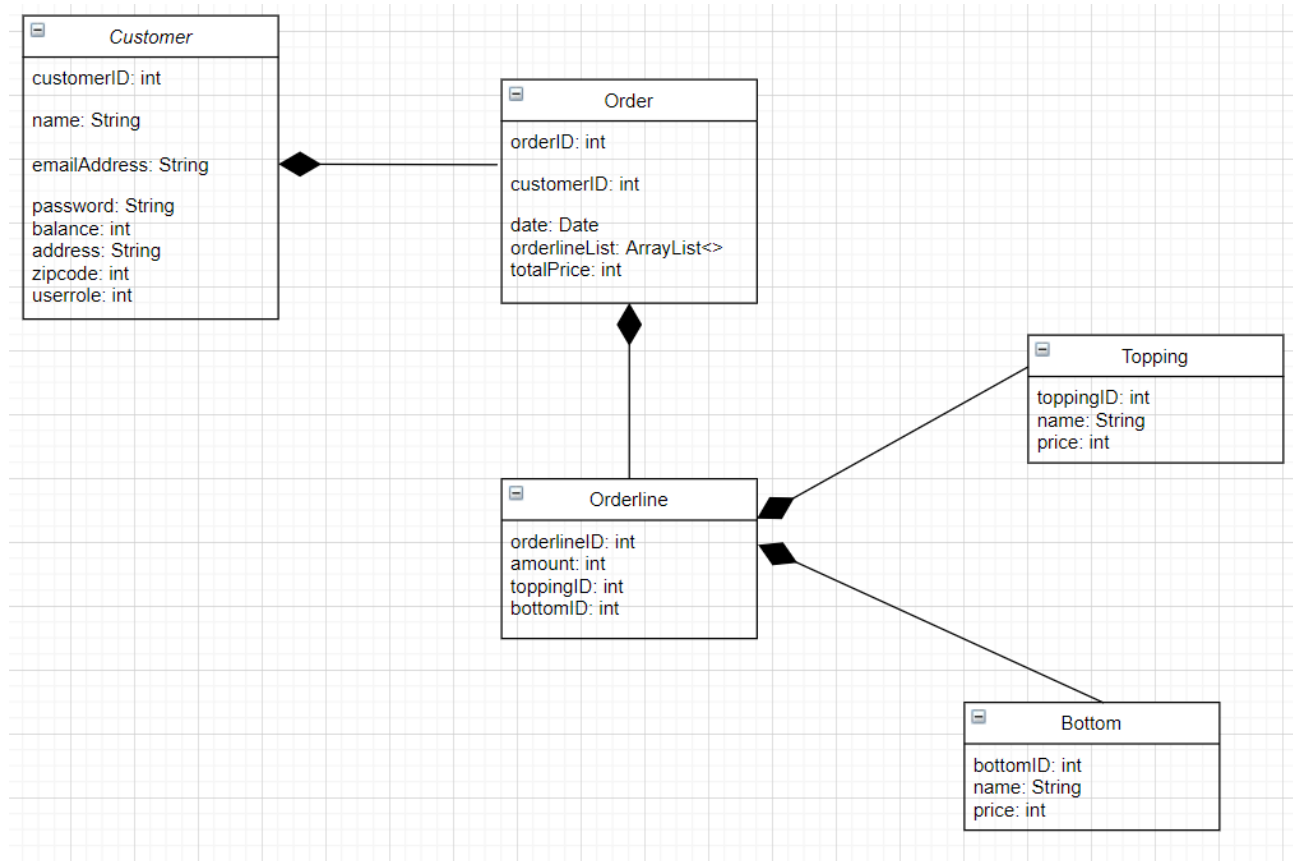 Customer
customerID: int
name: String
emailAddress: String
password: String
balance: int
address: String
zipcode: int
userrole: int
Order
orderID: int
customerID: int
date: Date
orderlineList: ArrayList<>
totalPrice: int
Topping
toppingID: int
name: String
price: int
Orderline
orderlineID: int
amount: int
toppingID: int
bottomID: int
Bottom
bottomID: int
name: String
price: int